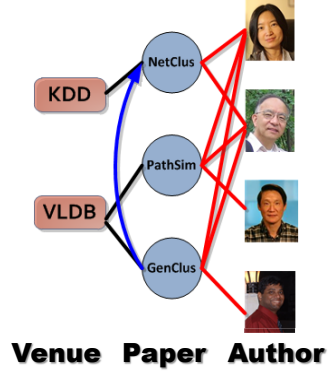 NetClus
KDD
PathSim
VLDB
GenClus
Venue Paper Author